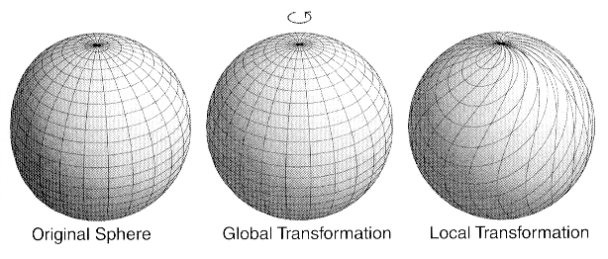 Original Sphere
Global Transformation
Local Transformation